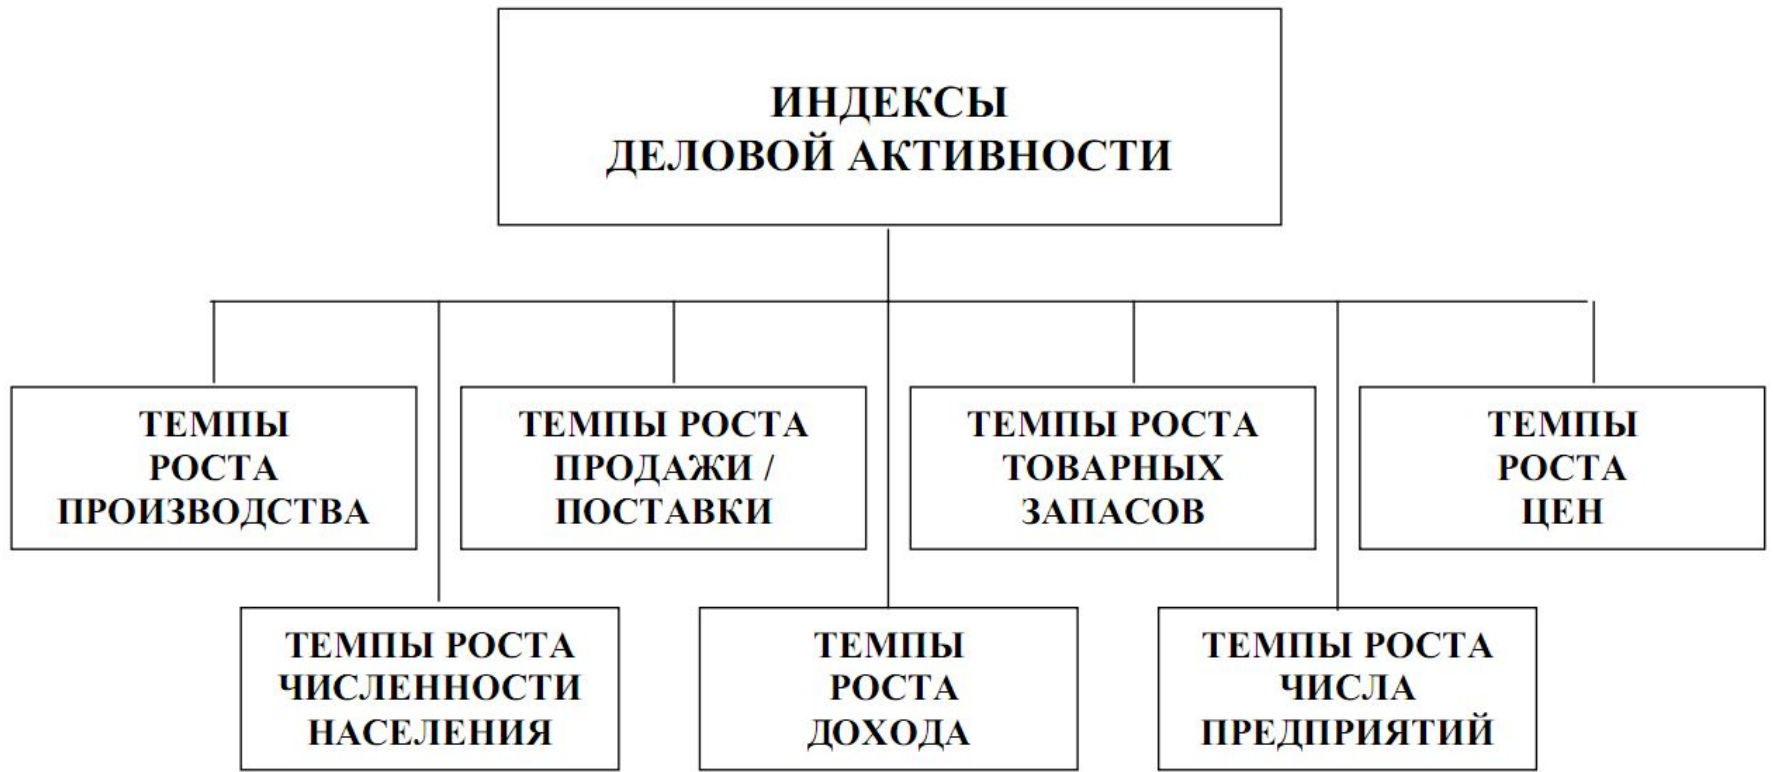 ИНДЕКСЫ
ДЕЛОВОЙ АКТИВНОСТИ
ТЕМПЫ
РОСТА
ПРОИЗВОДСТВА
ТЕМПЫ РОСТА
ПРОДАЖИ /
ПОСТАВКИ
ТЕМПЫ РОСТА
ТОВАРНЫХ
ЗАПАСОВ
ТЕМПЫ
РОСТА
ЦЕН
ТЕМПЫ РОСТА
ЧИСЛЕННОСТИ
НАСЕЛЕНИЯ
ТЕМПЫ
РОСТА
ДОХОДА
ТЕМПЫ РОСТА
ЧИСЛА
ПРЕДПРИЯТИЙ